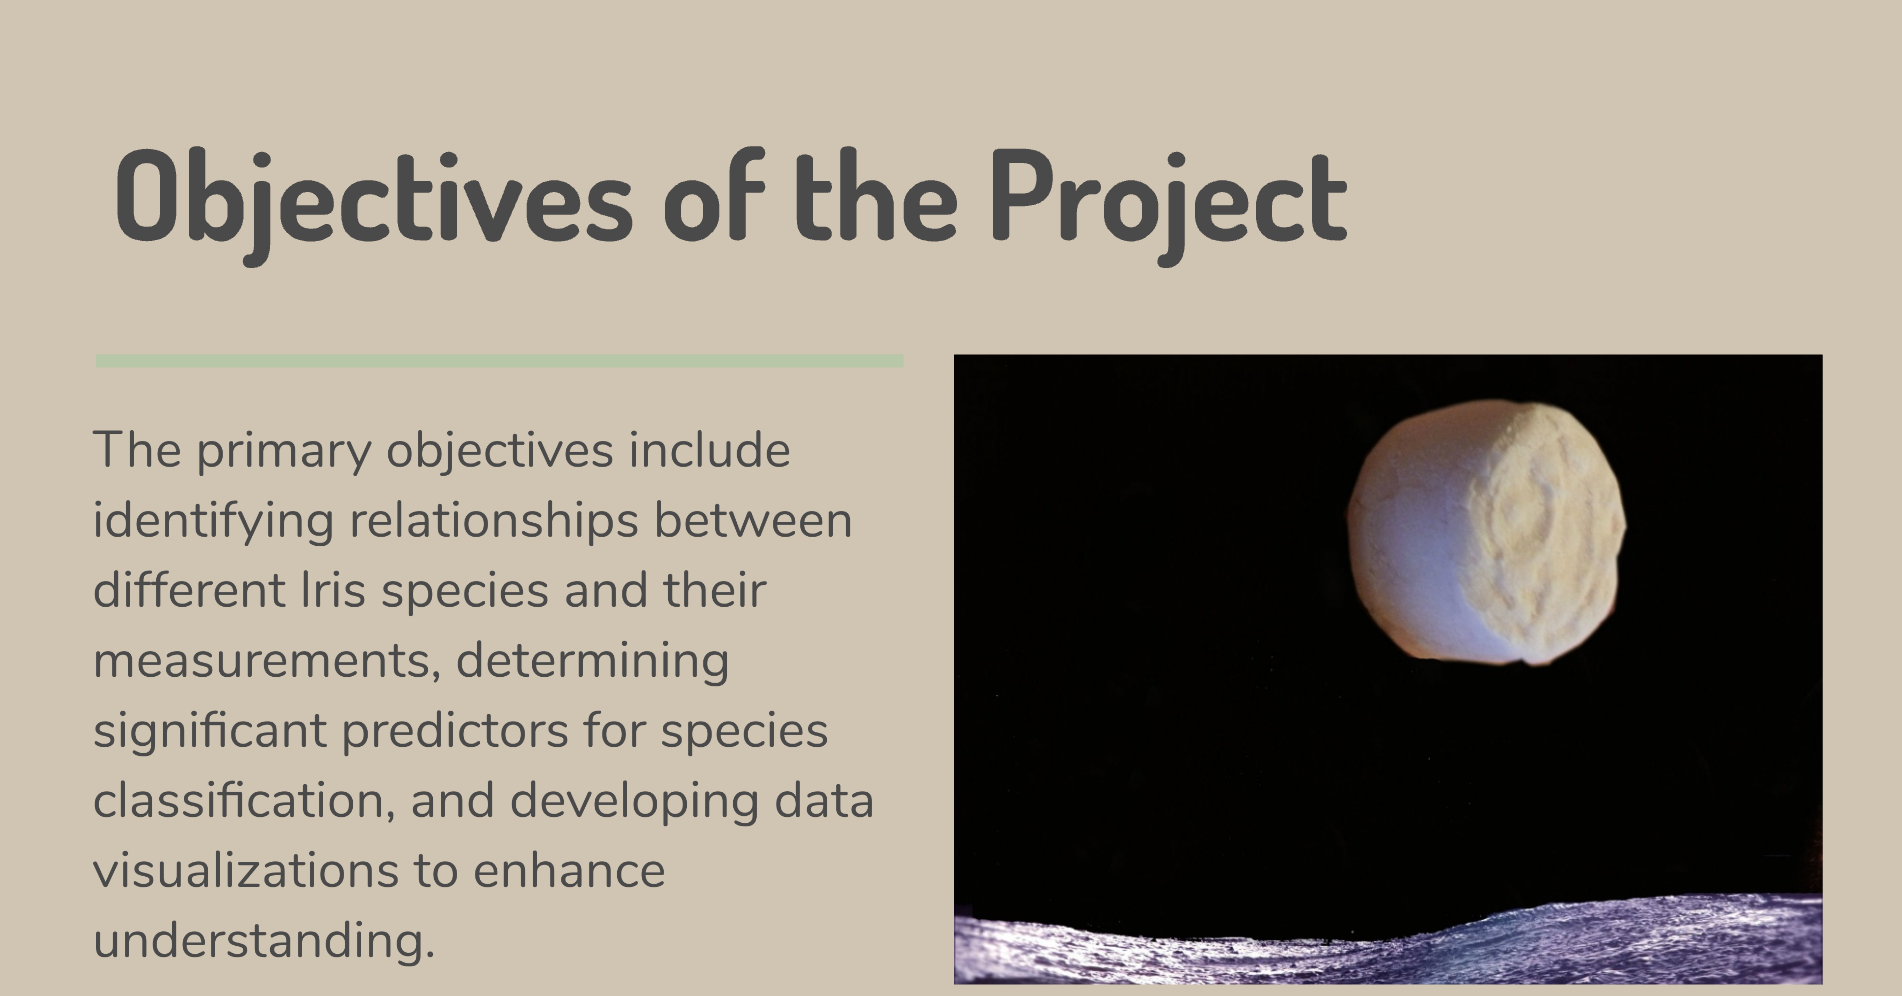 Objectives of the Project
The primary objectives include
identifying relationships between
different Iris species and their
measurements, determining
significant predictors for species
classification, and developing data
visualizations to enhance
understanding.